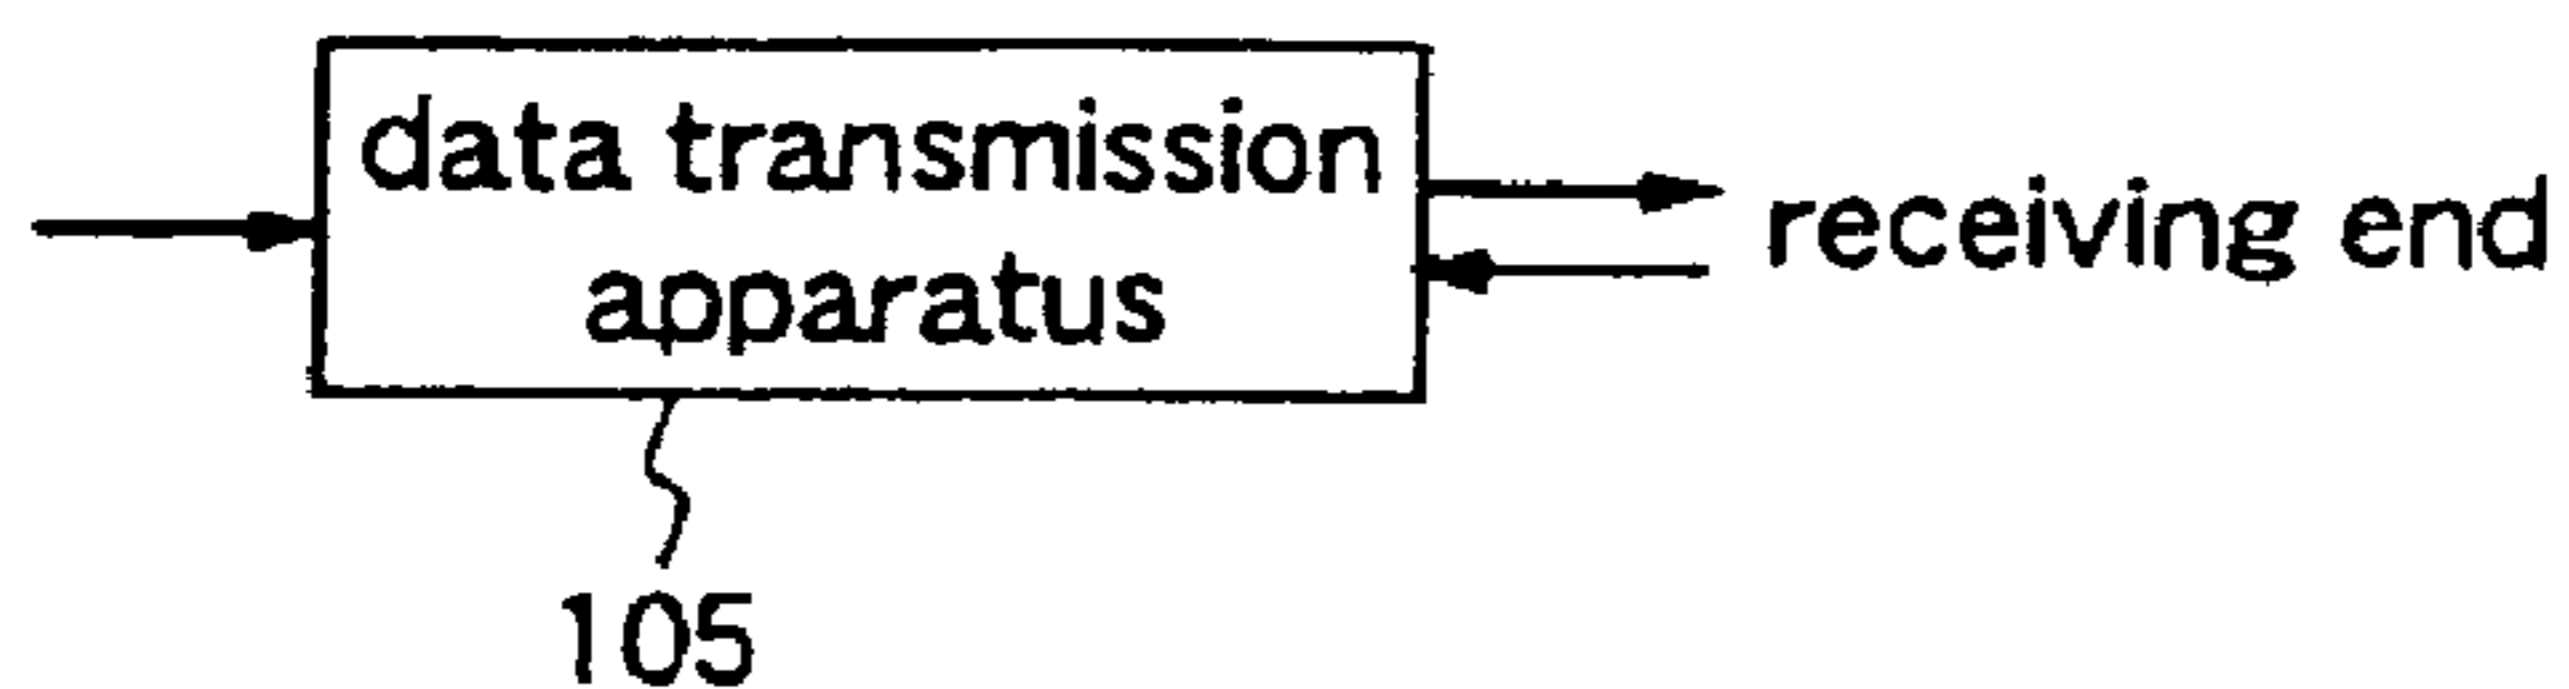 data transmission
apparatus
receiving end
105